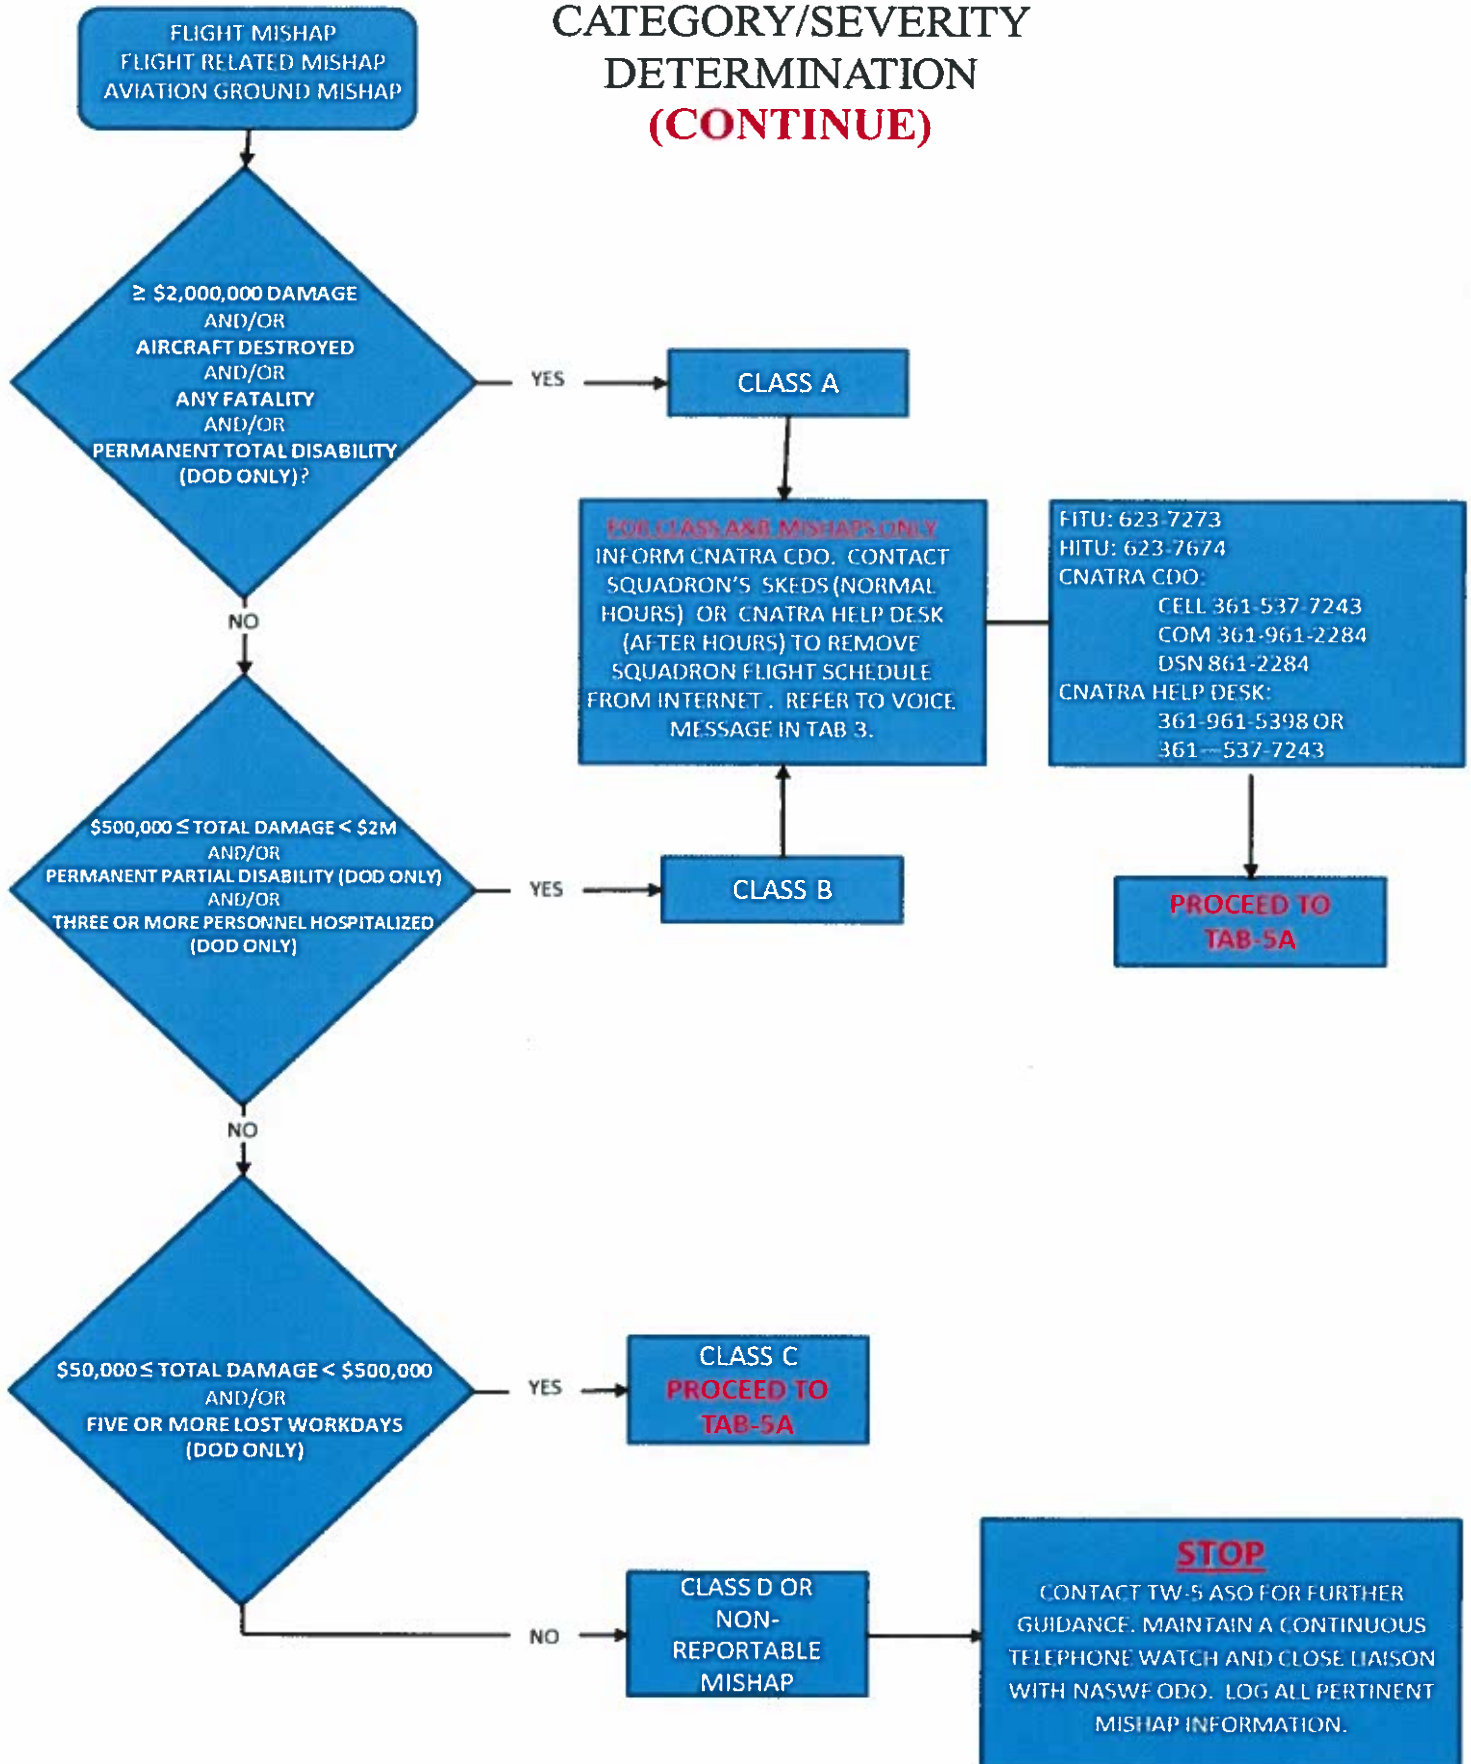 CATEGORY/SEVERITY
DETERMINATION
(CONTINUE)
FLIGHT MISHAP
FLIGHT RELATED MISHAP
AVIATION GROUND MISHAP
≥ $2,000,000 DAMAGE
AND/OR
AIRCRAFT DESTROYED
AND/OR
ANY FATALITY
AND/OR
PERMANENT TOTAL DISABILITY
(DOD ONLY)?
YES
CLASS A
FOR CLASS A&B MISHAPS ONLY
INFORM CNATRA CDO. CONTACT
SQUADRON'S SKEDS (NORMAL
HOURS) OR CNATRA HELP DESK
(AFTER HOURS) TO REMOVE
SQUADRON FLIGHT SCHEDULE
FROM INTERNET. REFER TO VOICE
MESSAGE IN TAB 3.
FITU: 623-7273
HITU: 623-7674
CNATRA CDO:
CELL 361-537-7243
COM 361-961-2284
DSN 861-2284
CNATRA HELP DESK:
361-961-5398 OR
361—537-7243
NO
$500,000 ≤ TOTAL DAMAGE < $2M
AND/OR
PERMANENT PARTIAL DISABILITY (DOD ONLY)
AND/OR
THREE OR MORE PERSONNEL HOSPITALIZED
(DOD ONLY)
YES
CLASS B
PROCEED TO
TAB-5A
NO
$50,000 ≤ TOTAL DAMAGE < $500,000
AND/OR
FIVE OR MORE LOST WORKDAYS
(DOD ONLY)
YES
CLASS C
PROCEED TO
TAB-5A
NO
CLASS D OR
NON-
REPORTABLE
MISHAP
STOP
CONTACT TW-5 ASO FOR FURTHER
GUIDANCE. MAINTAIN A CONTINUOUS
TELEPHONE WATCH AND CLOSE LIAISON
WITH NASWF ODO. LOG ALL PERTINENT
MISHAP INFORMATION.